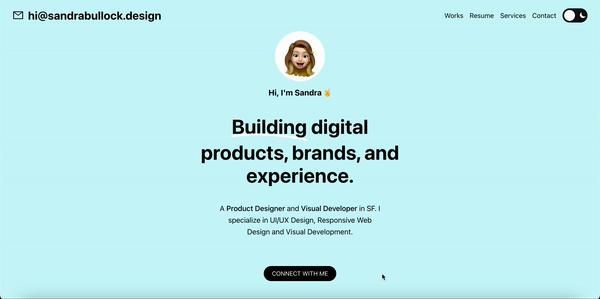 hi@sandrabullock.design
Works Resume Services Contact
Hi, I'm Sandra
Building digital
products, brands, and
experience.
A Product Designer and Visual Developer in SF. I
specialize in UI/UX Design, Responsive Web
Design and Visual Development.
CONNECT WITH ME